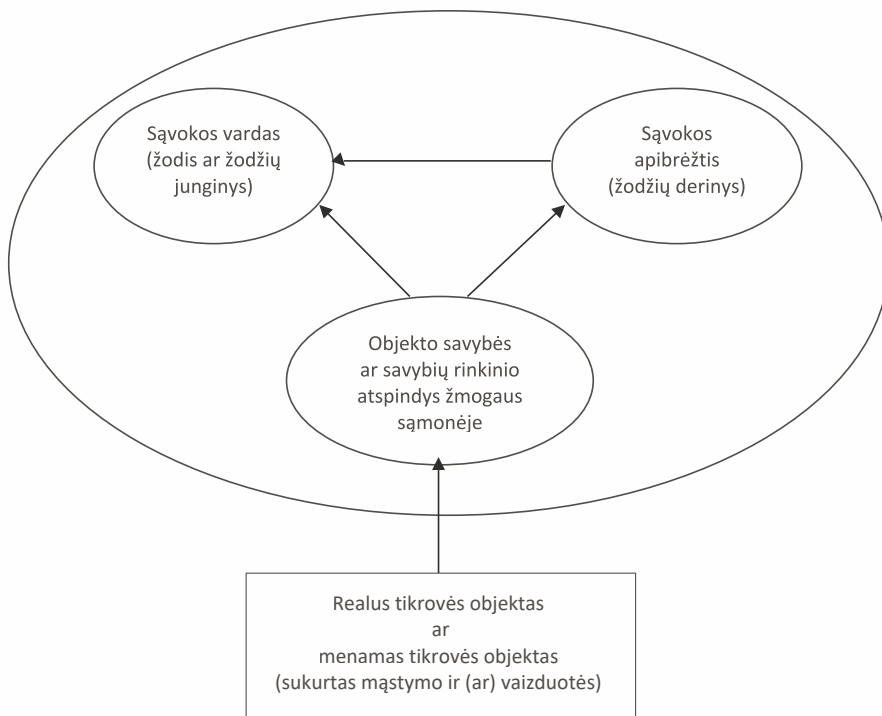 Sąvokos vardas
(žodis ar žodžių
junginys)
Sąvokos
apibrėžtis
(žodžių derinys)
Objekto savybės
ar savybių rinkinio
atspindys žmogaus
sąmonėje
Realus tikrovės objektas
ar
menamas tikrovės objektas
(sukurtas mąstymo ir (ar) vaizduotės)